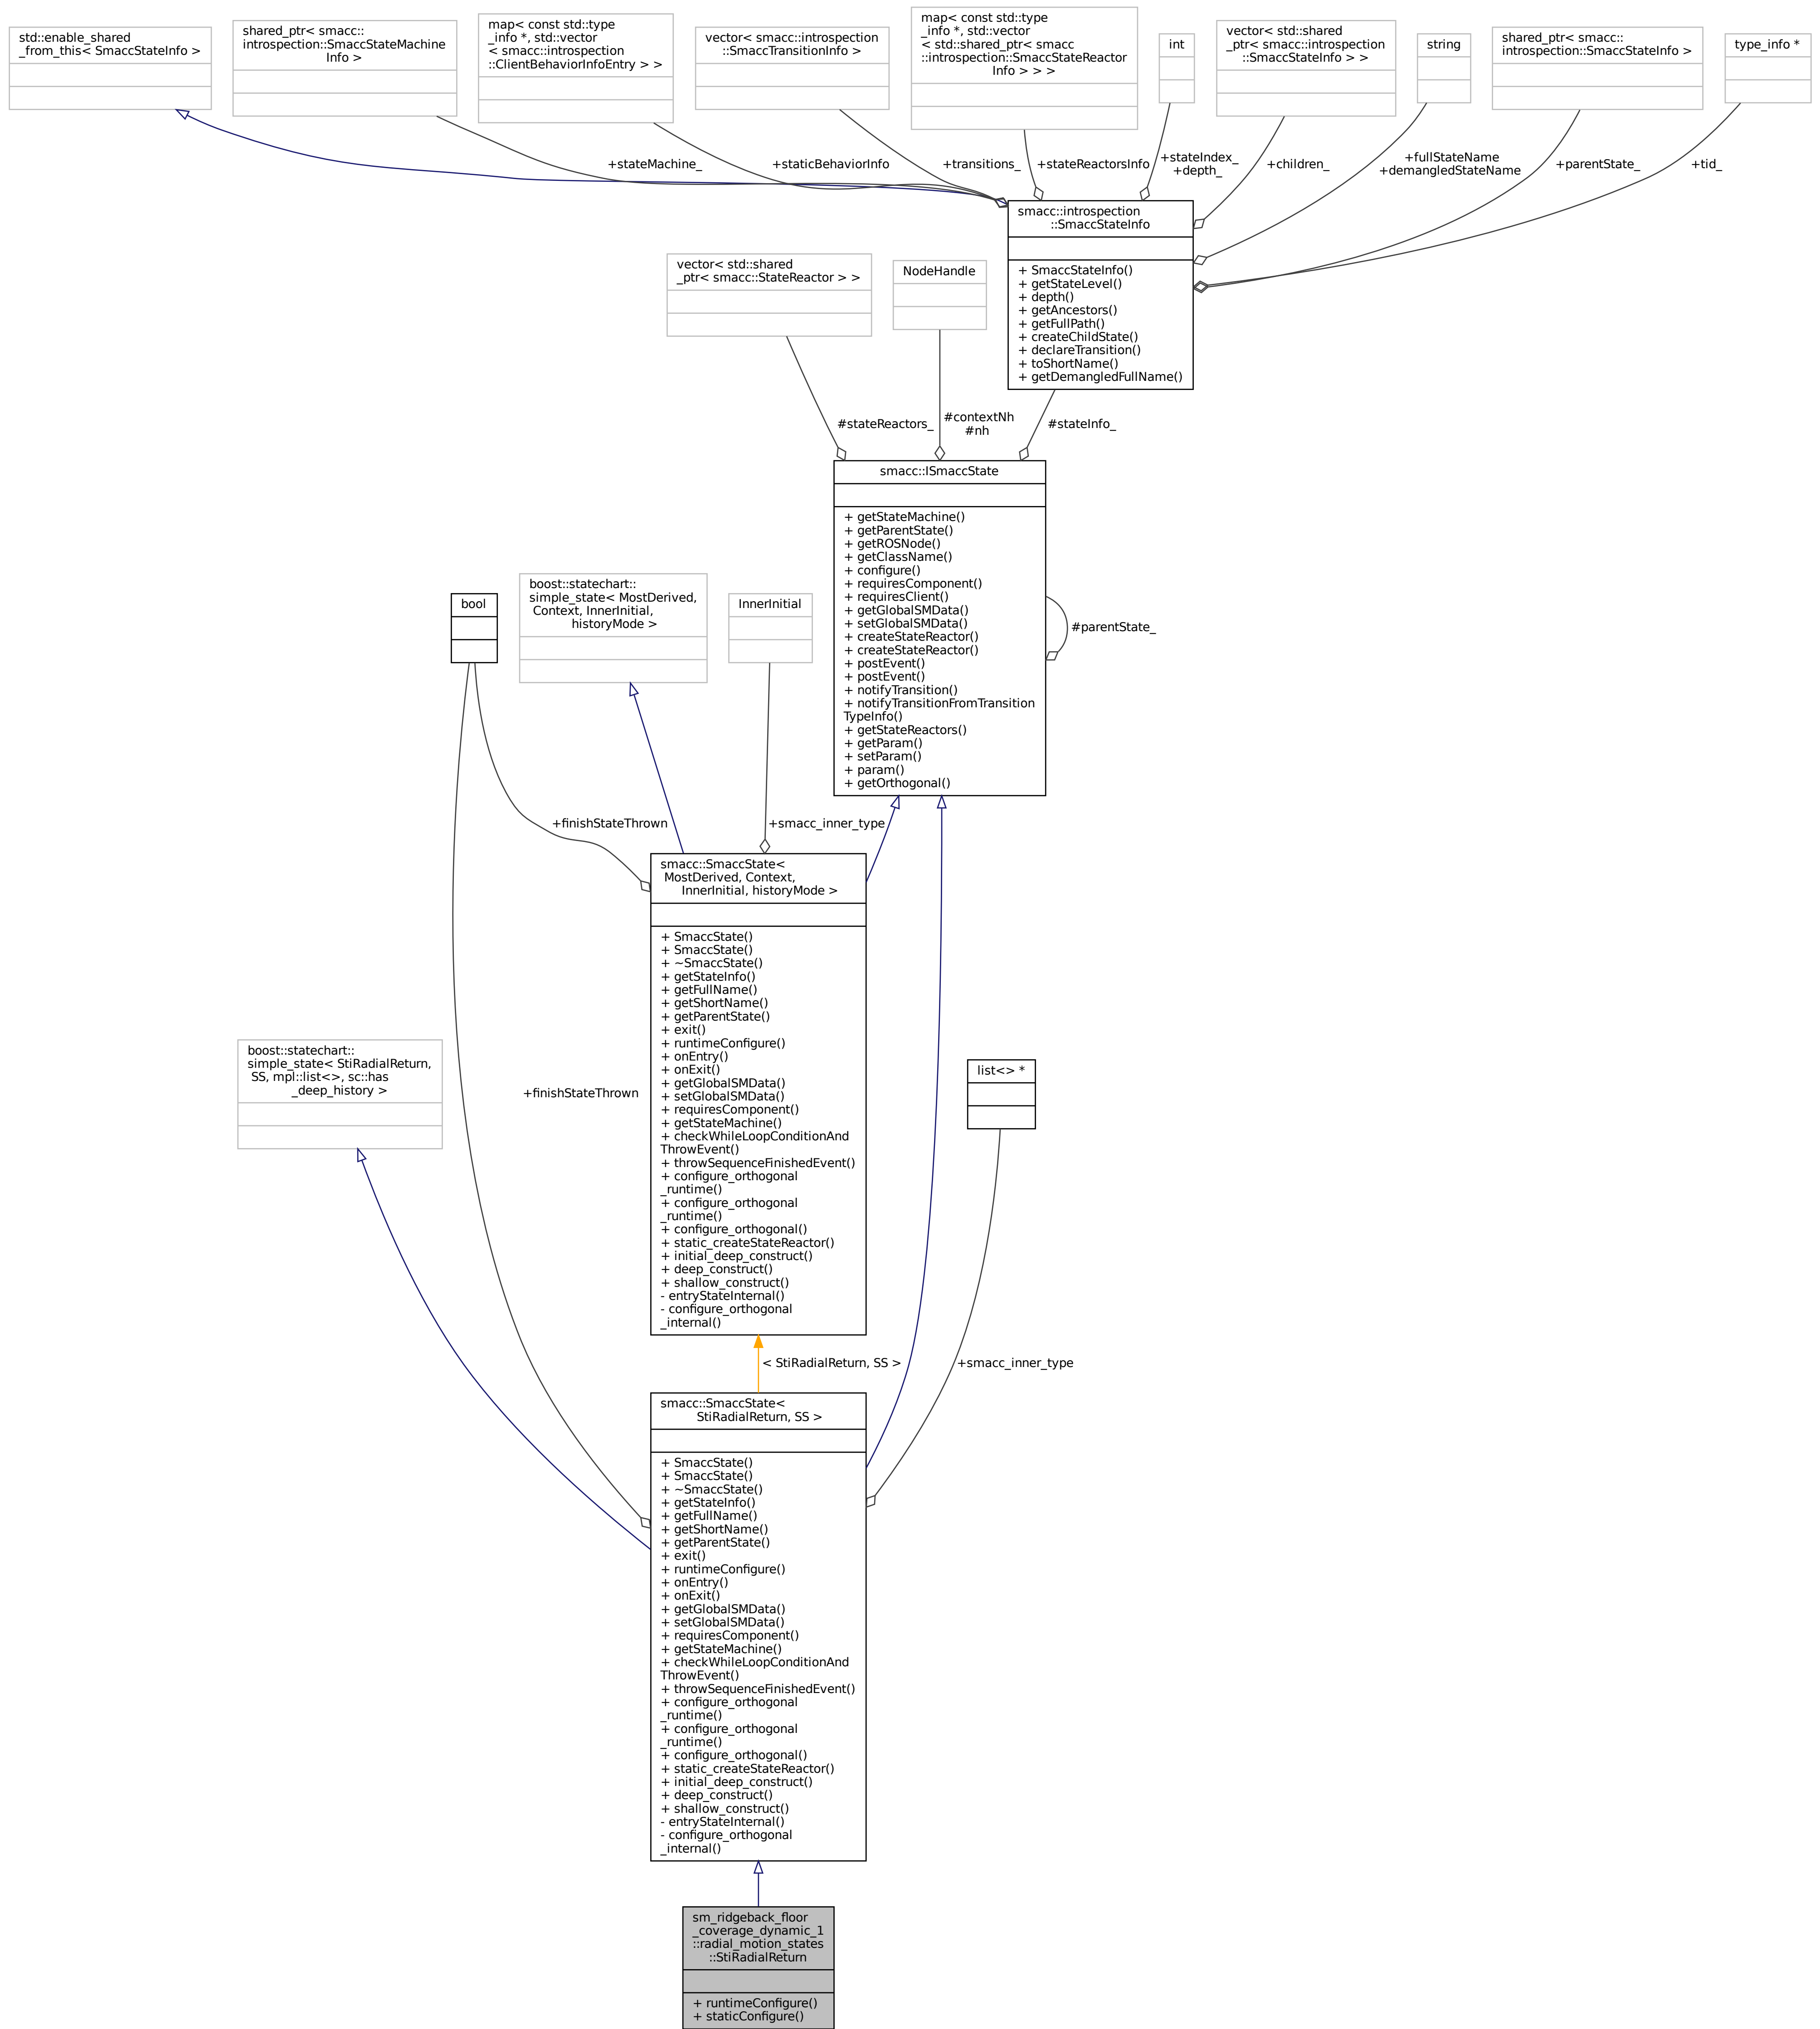 std::enable_shared
_from_this< SmaccStateInfo >
shared_ptr< smacc::
introspection::SmaccStateMachine
Info >
map< const std::type
_info *, std::vector
< smacc::introspection
::ClientBehaviorInfoEntry > >
vector< smacc::introspection
::SmaccTransitionInfo >
map< const std::type
_info *, std::vector
< std::shared_ptr< smacc
::introspection::SmaccStateReactor
Info > > >
int
vector< std::shared
_ptr< smacc::introspection
::SmaccStateInfo > >
string
shared_ptr< smacc::
introspection::SmaccStateInfo >
type_info *
+stateMachine_
+staticBehaviorInfo
+transitions_
+stateReactorsInfo
+stateIndex_
+depth_
+children_
+fullStateName
+demangledStateName
+parentState_
+tid_
smacc::introspection
::SmaccStateInfo
+ SmaccStateInfo()
+ getStateLevel()
+ depth()
+ getAncestors()
+ getFullPath()
+ createChildState()
+ declareTransition()
+ toShortName()
+ getDemangledFullName()
vector< std::shared
_ptr< smacc::StateReactor > >
NodeHandle
#stateReactors_
#contextNh
#nh
#stateInfo_
smacc::ISmaccState
+ getStateMachine()
+ getParentState()
+ getROSNode()
+ getClassName()
+ configure()
+ requiresComponent()
+ requiresClient()
+ getGlobalSMData()
+ setGlobalSMData()
+ createStateReactor()
+ createStateReactor()
+ postEvent()
+ postEvent()
+ notifyTransition()
+ notifyTransitionFromTransition
TypeInfo()
+ getStateReactors()
+ getParam()
+ setParam()
+ param()
+ getOrthogonal()
#parentState_
bool
boost::statechart::
simple_state< MostDerived,
Context, InnerInitial,
historyMode >
InnerInitial
+finishStateThrown
+smacc_inner_type
smacc::SmaccState<
MostDerived, Context,
InnerInitial, historyMode >
+ SmaccState()
+ SmaccState()
+ ~SmaccState()
+ getStateInfo()
+ getFullName()
+ getShortName()
+ getParentState()
+ exit()
+ runtimeConfigure()
+ onEntry()
+ onExit()
+ getGlobalSMData()
+ setGlobalSMData()
+ requiresComponent()
+ getStateMachine()
+ checkWhileLoopConditionAnd
ThrowEvent()
+ throwSequenceFinishedEvent()
+ configure_orthogonal
_runtime()
+ configure_orthogonal
_runtime()
+ configure_orthogonal()
+ static_createStateReactor()
+ initial_deep_construct()
+ deep_construct()
+ shallow_construct()
- entryStateInternal()
- configure_orthogonal
_internal()
boost::statechart::
simple_state< StiRadialReturn,
SS, mpl::list<>, sc::has
_deep_history >
+finishStateThrown
list<> *
< StiRadialReturn, SS >
+smacc_inner_type
smacc::SmaccState<
StiRadialReturn, SS >
+ SmaccState()
+ SmaccState()
+ ~SmaccState()
+ getStateInfo()
+ getFullName()
+ getShortName()
+ getParentState()
+ exit()
+ runtimeConfigure()
+ onEntry()
+ onExit()
+ getGlobalSMData()
+ setGlobalSMData()
+ requiresComponent()
+ getStateMachine()
+ checkWhileLoopConditionAnd
ThrowEvent()
+ throwSequenceFinishedEvent()
+ configure_orthogonal
_runtime()
+ configure_orthogonal
_runtime()
+ configure_orthogonal()
+ static_createStateReactor()
+ initial_deep_construct()
+ deep_construct()
+ shallow_construct()
- entryStateInternal()
- configure_orthogonal
_internal()
sm_ridgeback_floor
_coverage_dynamic_1
::radial_motion_states
::StiRadialReturn
+ runtimeConfigure()
+ staticConfigure()